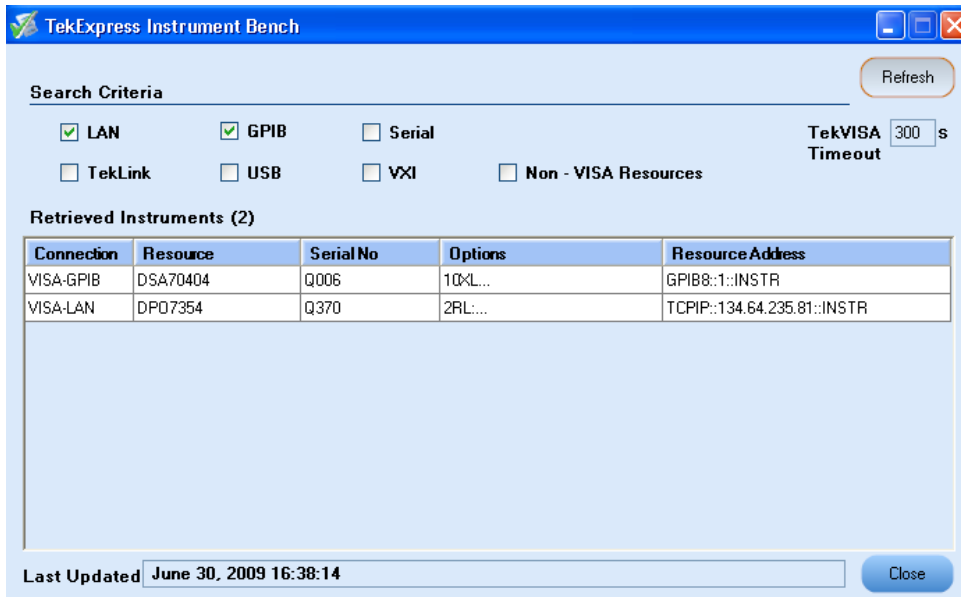 TekExpress Instrument Bench
Refresh
Search Criteria
LAN GPIB Serial TekVISA Timeout 300 s
TekLink USB VXI Non - VISA Resources
Retrieved Instruments (2)
Connection Resource Serial No Options Resource Address
VISA-GPIB DSA70404 Q006 10XL... GPIB8::1::INSTR
VISA-LAN DPO7354 Q370 2RL:... TCPIP::134.64.235.81::INSTR
Last Updated June 30, 2009 16:38:14 Close